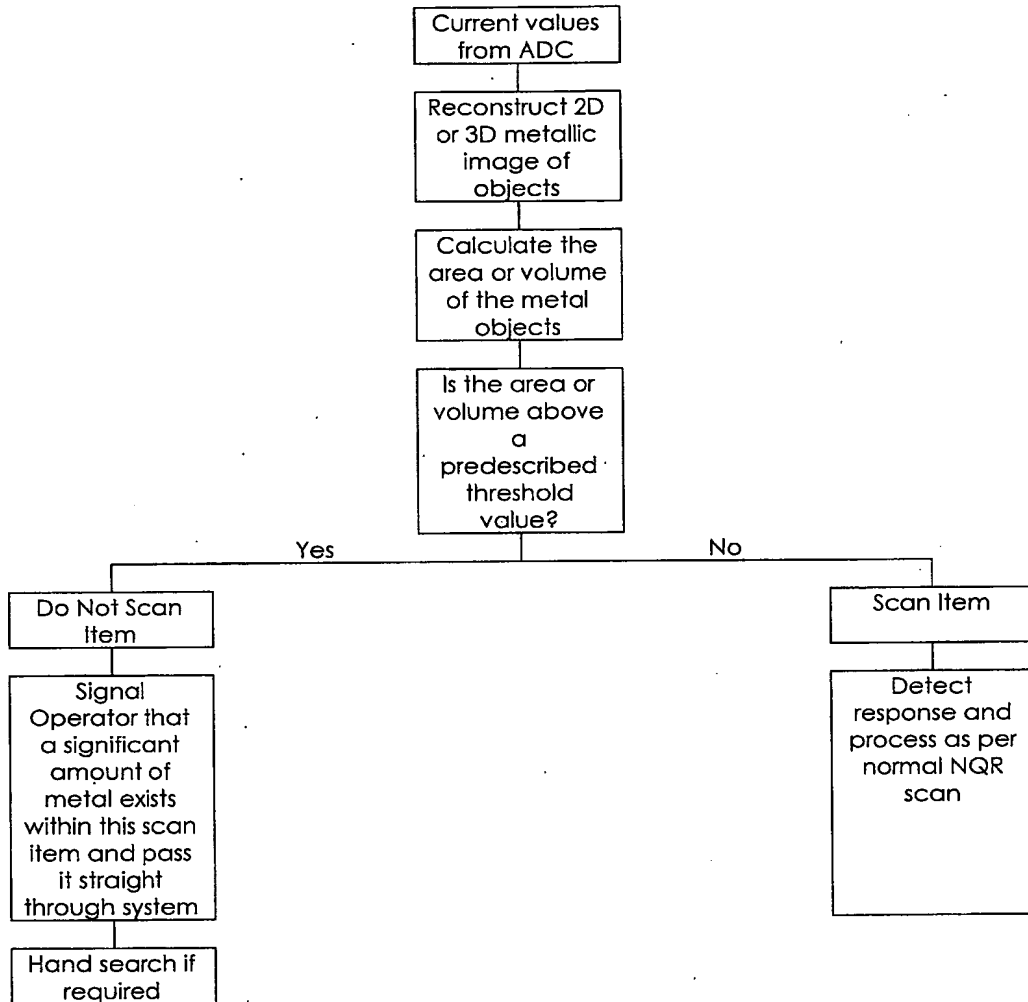 Current values
from ADC
Reconstruct 2D
or 3D metallic
image of
objects
Calculate the
area or volume
of the metal
objects
Is the area or
volume above
a
predescribed
threshold
value?
Yes
No
Do Not Scan
Item
Signal
Operator that
a significant
amount of
metal exists
within this scan
item and pass
it straight
through system
Hand search if
required
Scan Item
Detect
response and
process as per
normal NQR
scan